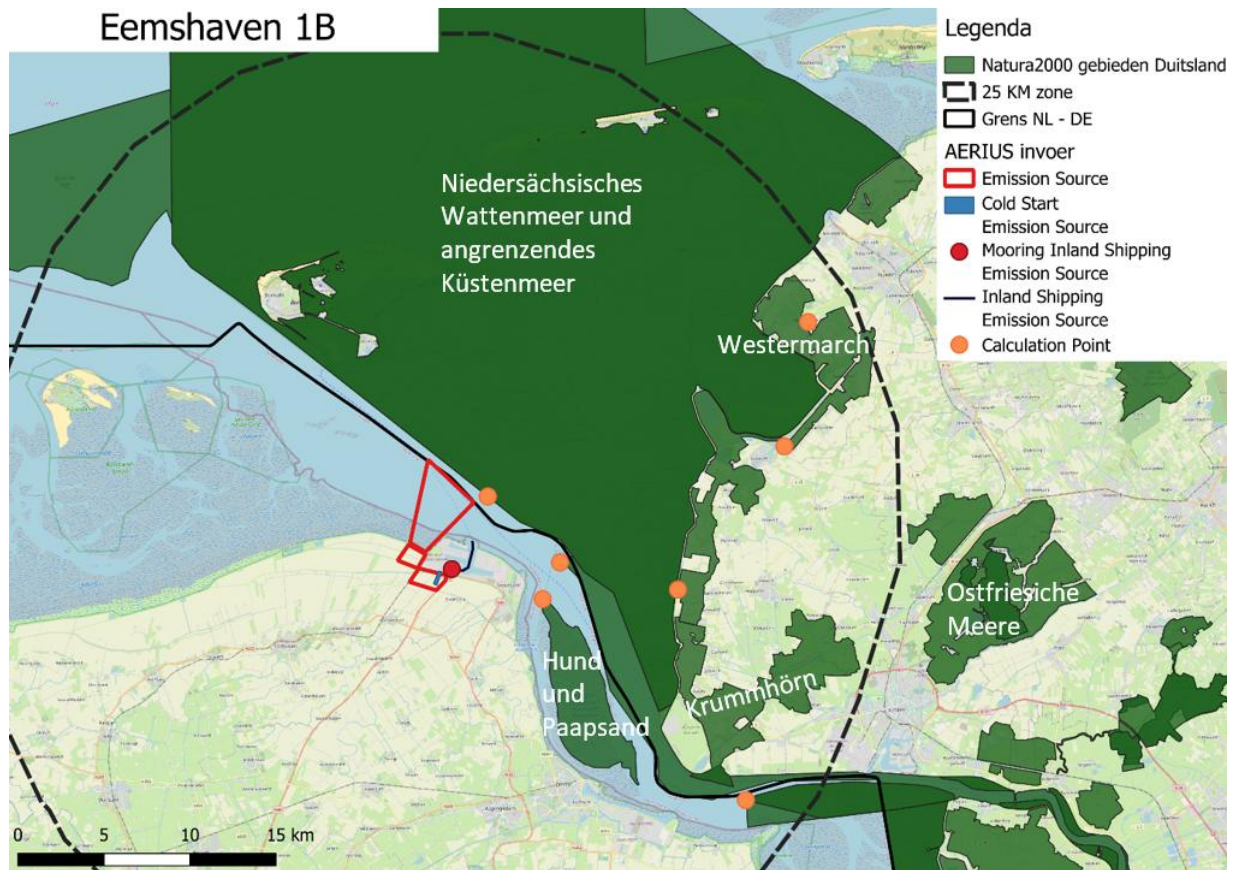 Eemshaven 1B
Legenda
Natura2000 gebieden Duitsland
25 KM zone
Grens NL - DE
AERIUS invoer
Emission Source
Cold Start
Emission Source
Mooring Inland Shipping
Emission Source
Inland Shipping
Emission Source
Calculation Point
Niedersächsisches
Wattenmeer und
angrenzendes
Küstenmeer
Westermarch
Ostfriesiche
Meere
Hund
und
Paapsand
Krummhörn
0 5 10 15 km